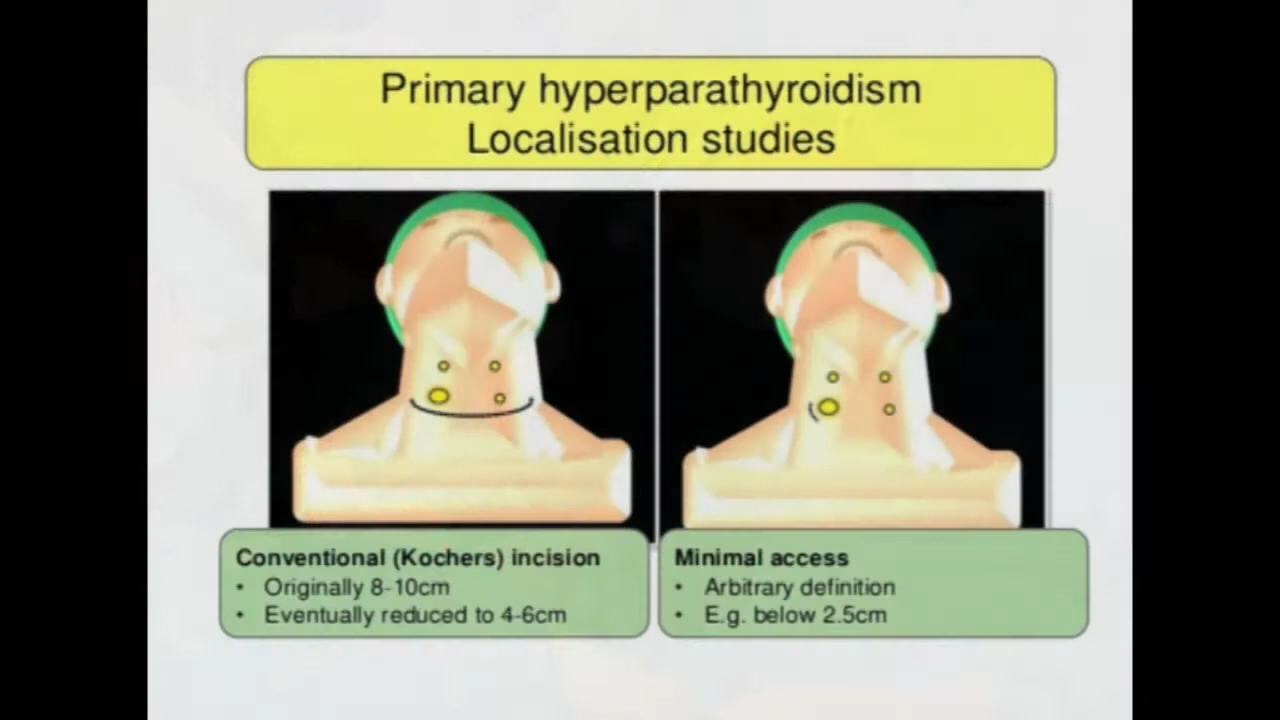 Primary hyperparathyroidism
Localisation studies
Conventional (Kochers) incision
• Originally 8-10cm
• Eventually reduced to 4-6cm
Minimal access
• Arbitrary definition
• E.g. below 2.5cm